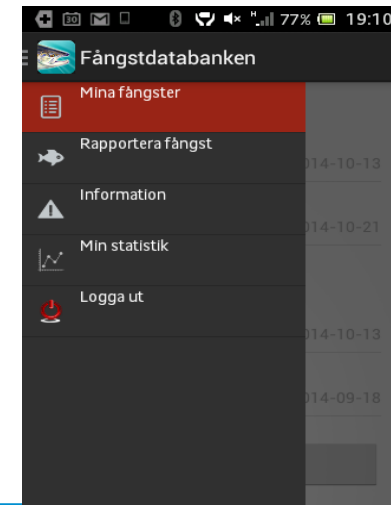 30 H 77% 19:10
Fångstdatabanken
Mina fångster
Rapportera fångst
014-10-13
Information
014-10-21
Min statistik
Logga ut
014-10-13
014-09-18